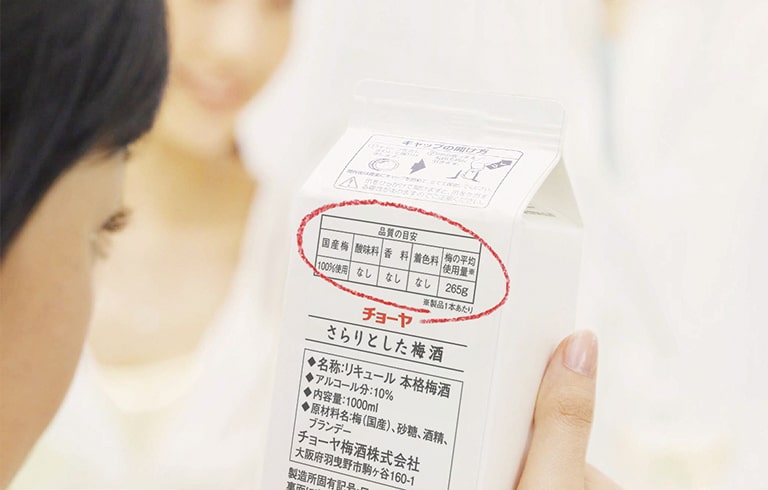 キャップの開け方
品質の目安
国産梅 酸味料 香料 着色料 梅の平均使用量※
100%使用 なし なし なし 265g
※製品1本あたり
チョーヤ
さらりとした梅酒
◆名称:リキュール 本格梅酒
◆アルコール分:10%
◆内容量:1000ml
◆原材料名:梅(国産)、砂糖、酒精、
ブランデー
チョーヤ梅酒株式会社
大阪府羽曳野市駒ヶ谷160-1
製造所固有記号: